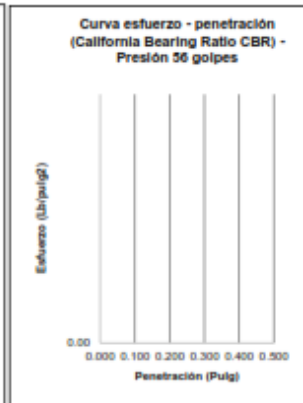 Curva esfuerzo - penetración
(California Bearing Ratio CBR) -
Presión 56 golpes
Esfuerzo (Lb/pulg2)
0.00
0.000 0.100 0.200 0.300 0.400 0.500
Penetración (Pulg)